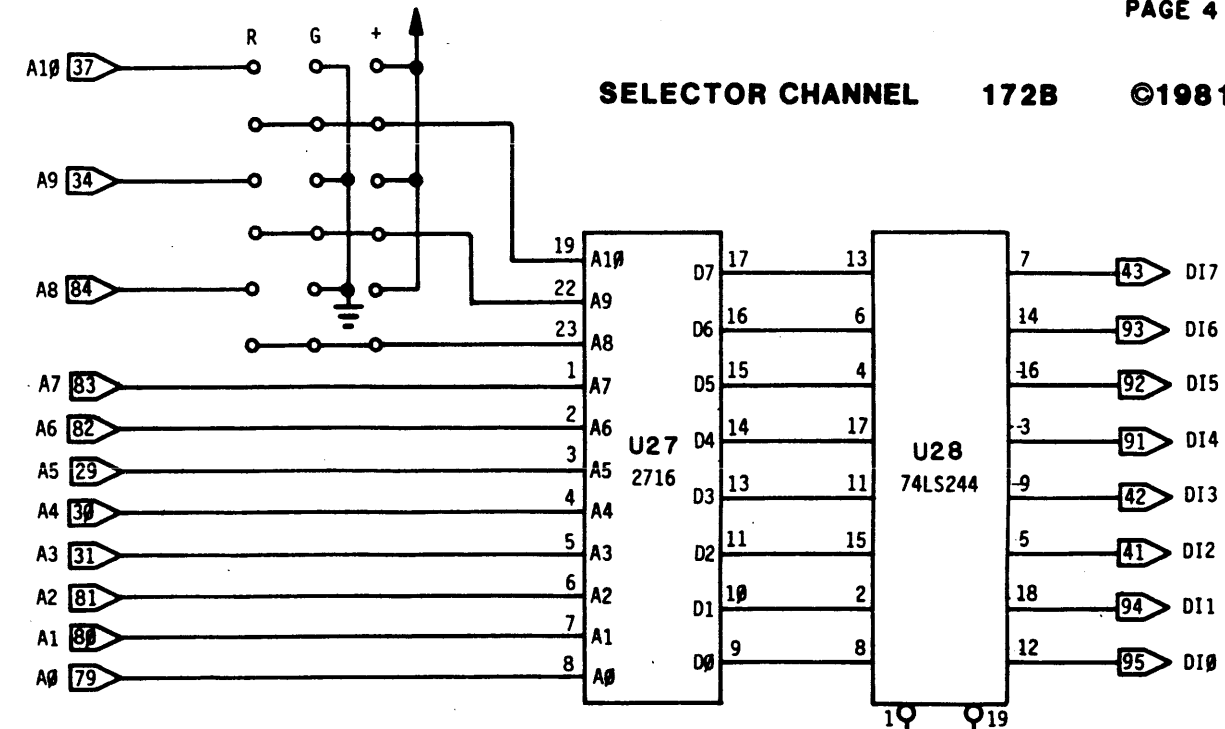 PAGE 4
R G +
A1Ø 37
SELECTOR CHANNEL 172B ©1981
A9 34
A8 84
19 A1Ø D7 17 13 7 43 DI7
22 A9
D6 16 6 14 93 DI6
23 A8
A7 83 1 A7 D5 15 4 16 92 DI5
A6 82 2 A6 D4 14 17 3 91 DI4
U27
2716
U28
74LS244
A5 29 3 A5
D3 13 11 9 42 DI3
A4 3Ø 4 A4
A3 31 5 A3 D2 11 15 5 41 DI2
A2 81 6 A2 D1 1Ø 2 18 94 DI1
A1 8Ø 7 A1
AØ 79 8 AØ DØ 9 8 12 95 DIØ
1 19